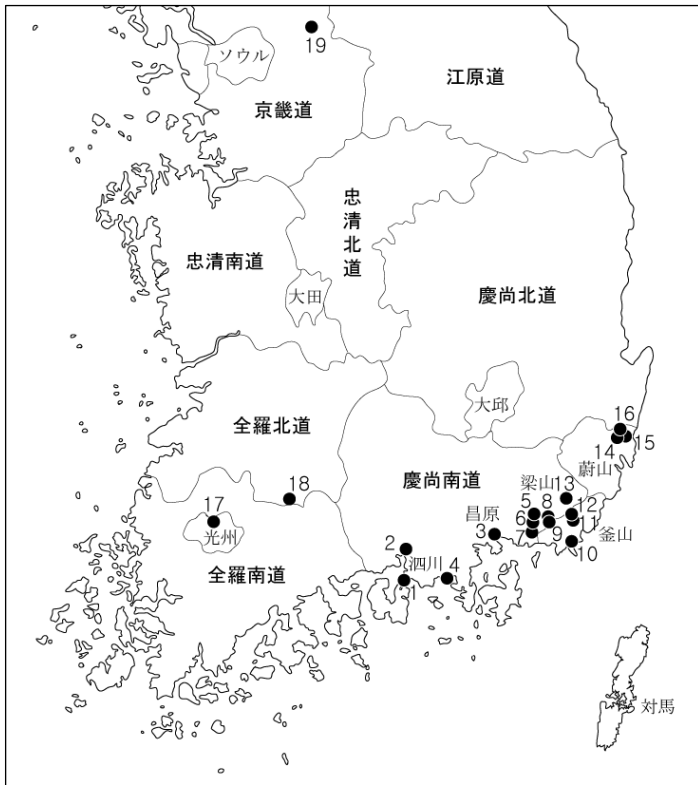 19
ソウル
江原道
京畿道
忠清北道
忠清南道
慶尚北道
大田
大邱
全羅北道
16
14
15
蔚山
慶尚南道
18
梁山
13
17
5
8
12
昌原
6
11
光州
3
7
9
釜山
10
2
全羅南道
泗川
4
1
対馬